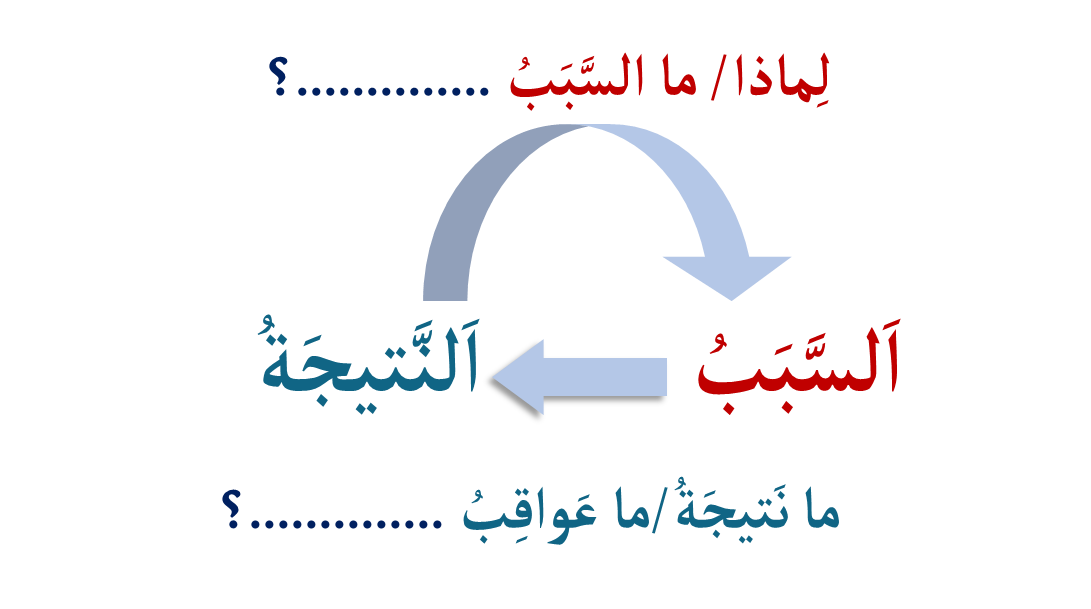 لِماذا/ ما السَّبَبُ ..............؟
اَلسَّبَبُ
اَلنَّتيجَةُ
ما نَتيجَةُ/ما عَواقِبُ ..............؟